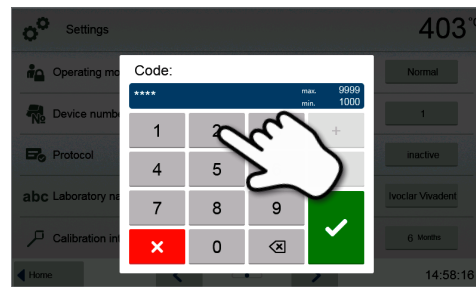 Settings
403 °
Operating mo
Normal
Code:
****
max. 9999
min. 1000
Device numbe
1
1
2
+
Protocol
inactive
4
5
abc Laboratory na
Ivoclar Vivadent
7
8
9
Calibration int
6 Months
0
Home
14:58:16